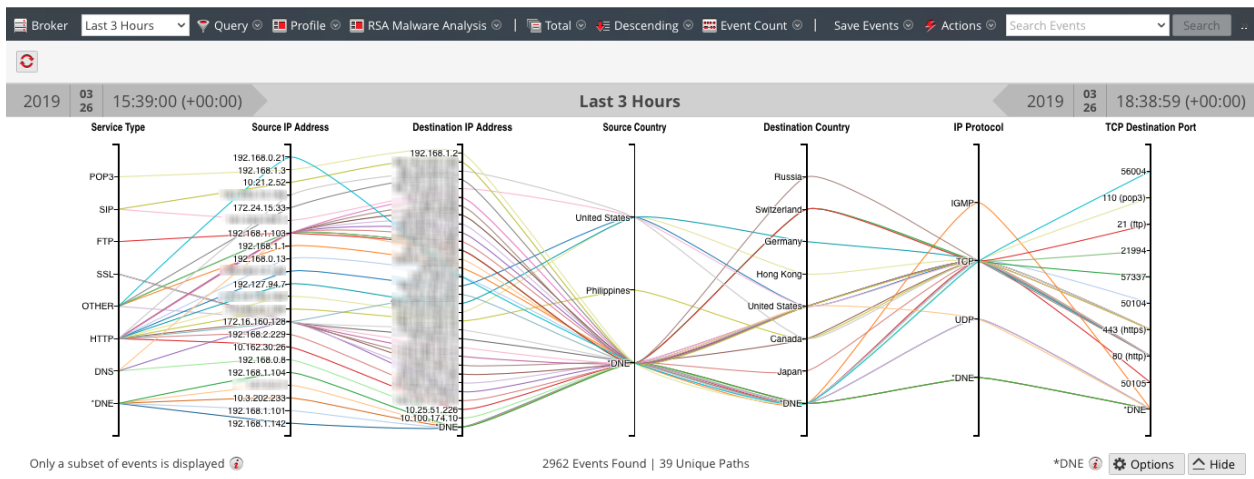 Broker Last 3 Hours Query Profile RSA Malware Analysis | Total Descending Event Count | Save Events Actions Search Events Search ..
2019 03 26 15:39:00 (+00:00) Last 3 Hours 2019 03 26 18:38:59 (+00:00)
Service Type Source IP Address Destination IP Address Source Country Destination Country IP Protocol TCP Destination Port
POP3
SIP
FTP
SSL
OTHER
HTTP
DNS
*DNE
192.168.0.21
192.168.1.3
10.21.2.52
172.24.15.33
192.168.1.103
192.168.1.1
192.168.0.13
192.127.94.7
172.16.160.128
192.168.2.229
10.162.30.26
192.168.0.8
192.168.1.104
10.3.202.233
192.168.1.101
192.168.1.142
192.168.1.2
10.25.51.226
10.100.174.10
*DNE
United States
Philippines
*DNE
Russia
Switzerland
Germany
Hong Kong
United States
Canada
Japan
*DNE
IGMP
TCP
UDP
*DNE
56004
110 (pop3)
21 (ftp)
21994
57337
50104
443 (https)
80 (http)
50105
*DNE
Only a subset of events is displayed 2962 Events Found | 39 Unique Paths *DNE Options Hide